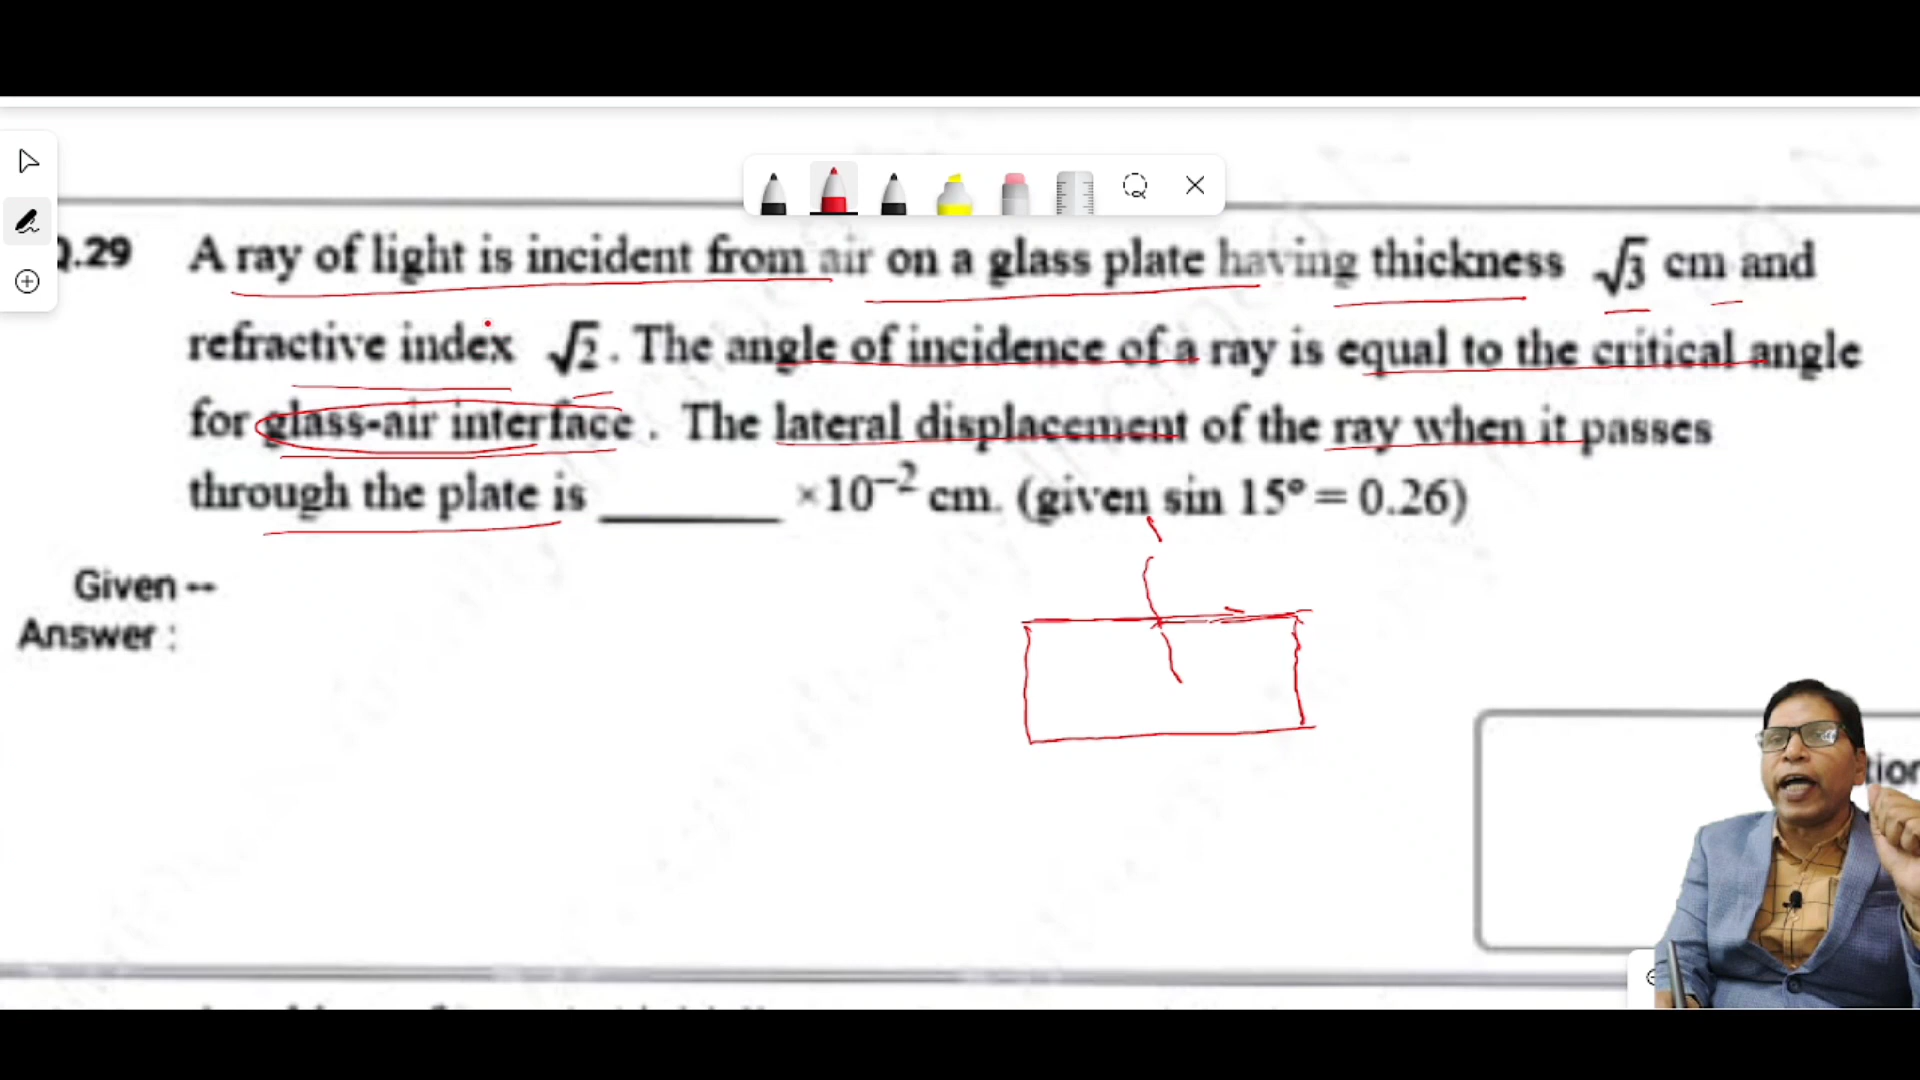 Q.29 A ray of light is incident from air on a glass plate having thickness √3 cm and
refractive index √2. The angle of incidence of a ray is equal to the critical angle
for glass-air interface. The lateral displacement of the ray when it passes
through the plate is ______ ×10⁻² cm. (given sin 15° = 0.26)
Given --
Answer :